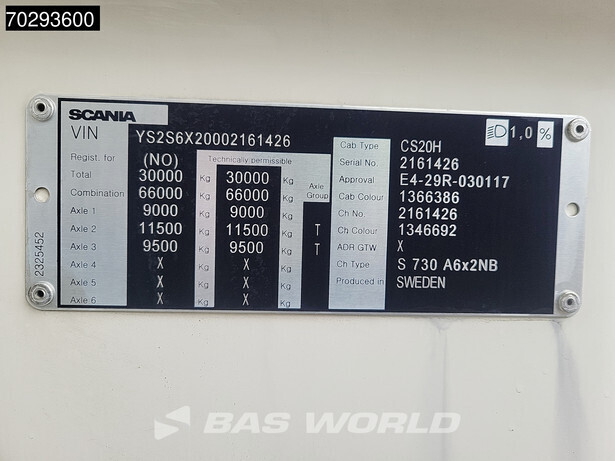 70293600
SCANIA
VIN YS2S6X20002161426
Regist. for (NO) Technically permissible
Total 30000 Kg 30000 Kg Axle Group
Combination 66000 Kg 66000 Kg
Axle 1 9000 Kg 9000 Kg
Axle 2 11500 Kg 11500 Kg T
Axle 3 9500 Kg 9500 Kg T
Axle 4 X Kg X Kg
Axle 5 X Kg X Kg
Axle 6 X Kg X Kg
Cab Type CS20H
1,0 %
Serial No. 2161426
Approval E4-29R-030117
Cab Colour 1366386
Ch No. 2161426
Ch Colour 1346692
ADR GTW X
Ch Type S 730 A6x2NB
Produced in SWEDEN
2325452
BAS WORLD